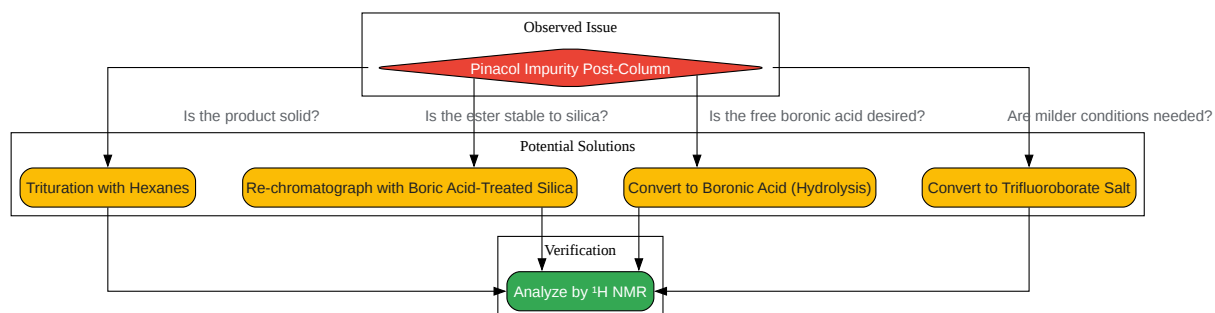 Observed Issue
Pinacol Impurity Post-Column
Is the product solid?
Is the ester stable to silica?
Is the free boronic acid desired?
Are milder conditions needed?
Potential Solutions
Trituration with Hexanes
Re-chromatograph with Boric Acid-Treated Silica
Convert to Boronic Acid (Hydrolysis)
Convert to Trifluoroborate Salt
Verification
Analyze by ¹H NMR